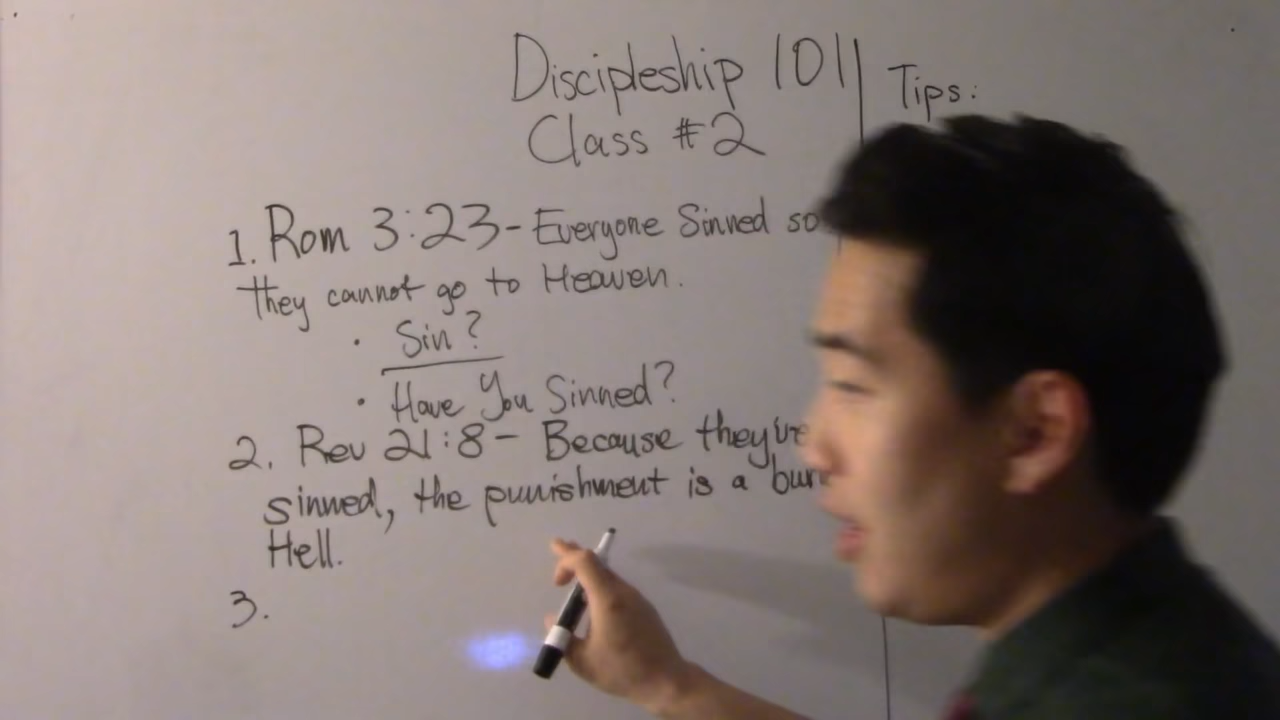 Discipleship 101
Class #2
Tips:
1. Rom 3:23 - Everyone Sinned so
they cannot go to Heaven.
• Sin?
• Have You Sinned?
2. Rev 21:8 - Because they've
sinned, the punishment is a
Hell.
3.